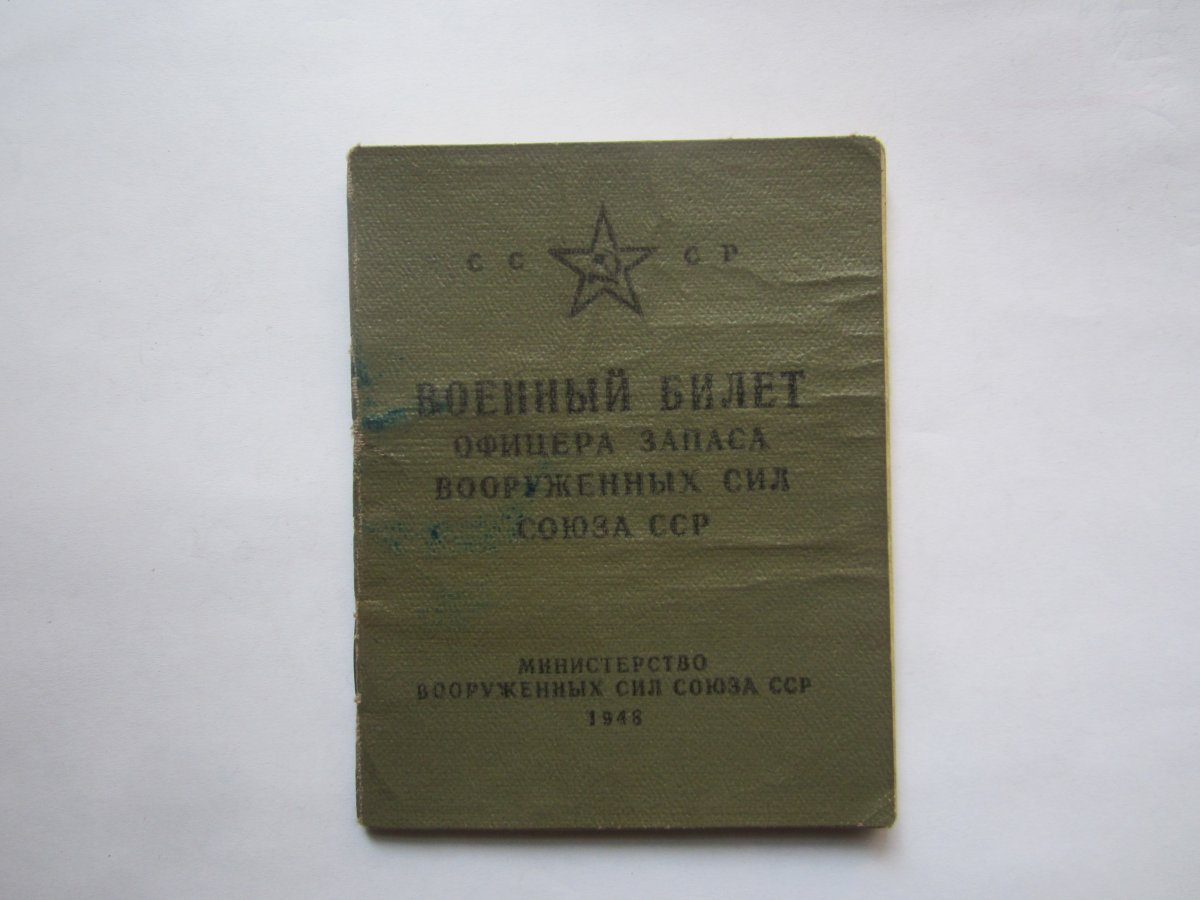 СС СР
ВОЕННЫЙ БИЛЕТ
ОФИЦЕРА ЗАПАСА
ВООРУЖЕННЫХ СИЛ
СОЮЗА ССР
МИНИСТЕРСТВО
ВООРУЖЕННЫХ СИЛ СОЮЗА ССР
1948